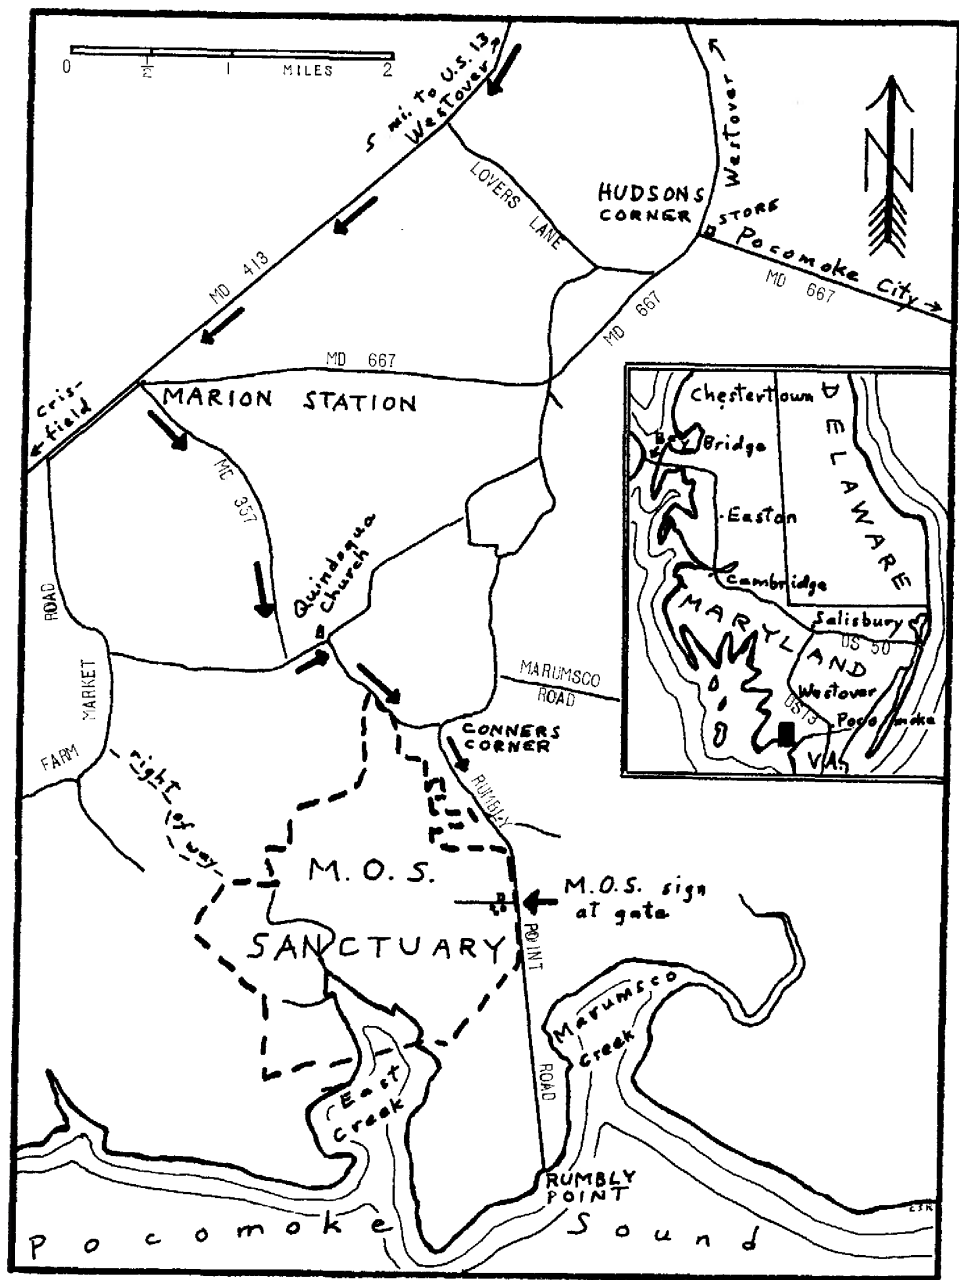 0 ½ 1 MILES 2
5 mi. to U.S. 13
Westover
Westover
LOVERS LANE
HUDSONS
CORNER
STORE
Pocomoke City
MD 667
MD 413
MD 667
MD 667
Cris-
field
MARION STATION
MD 357
Quindoqua
Church
N
Chestertown
Bay Bridge
DELAWARE
Easton
Cambridge
Salisbury
US 50
MARYLAND
Westover
US 13
Pocomoke
VA.
ROAD
MARKET
FARM
MARUMSCO
ROAD
CONNERS
CORNER
right
of
way
RUMBLY
M.O.S.
M.O.S. sign
at gate
SANCTUARY
POINT
Marumsco
Creek
ROAD
East
Creek
RUMBLY
POINT
Pocomoke Sound